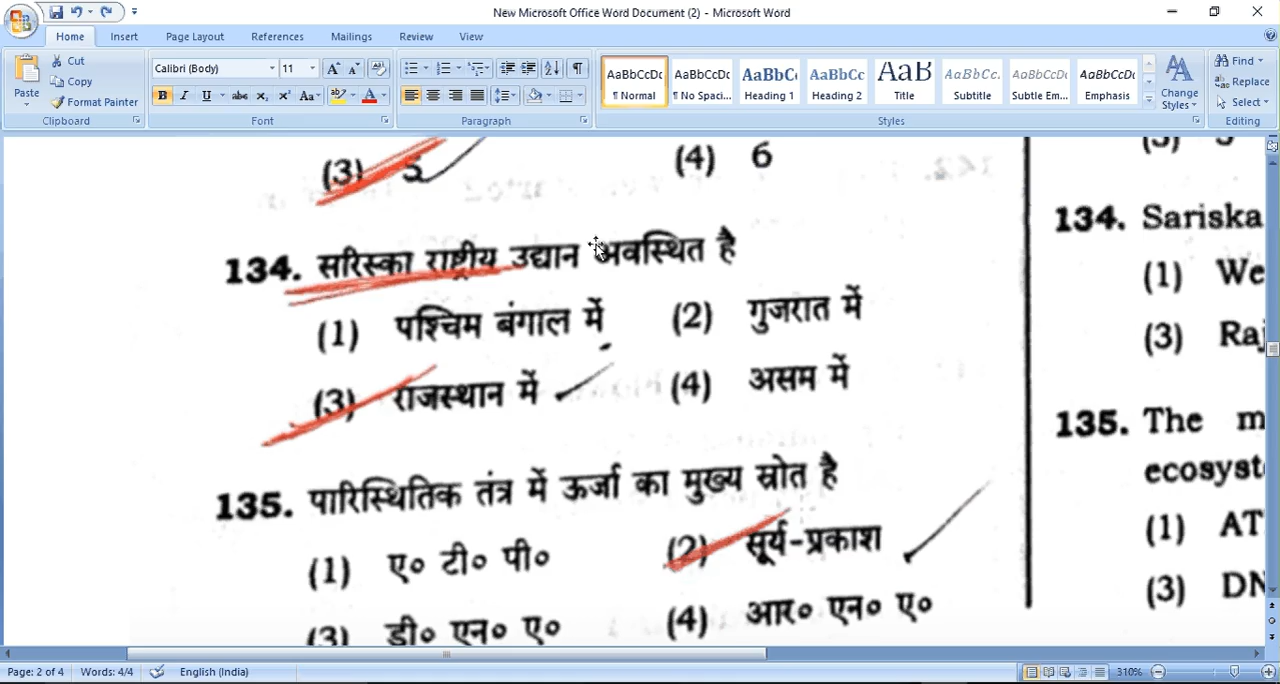 New Microsoft Office Word Document (2) - Microsoft Word
Home Insert Page Layout References Mailings Review View
Cut
Copy
Format Painter
Paste
Clipboard
Calibri (Body) 11
B I U abc X₂ X² Aa
Font
Paragraph
AaBbCcDc AaBbCcDc AaBbC AaBbCc AaB AaBbCc. AaBbCcDc AaBbCcDc
¶ Normal ¶ No Spaci... Heading 1 Heading 2 Title Subtitle Subtle Em... Emphasis
Change Styles
Styles
Find
Replace
Select
Editing
(3) 5 (4) 6
134. सरिस्का राष्ट्रीय उद्यान अवस्थित है
(1) पश्चिम बंगाल में (2) गुजरात में
(3) राजस्थान में (4) असम में
135. पारिस्थितिक तंत्र में ऊर्जा का मुख्य स्रोत है
(1) ए० टी० पी० (2) सूर्य-प्रकाश
(3) डी० एन० ए० (4) आर० एन० ए०
134. Sariska
(1) We
(3) Raj
135. The m
ecosyst
(1) AT
(3) DN
Page: 2 of 4 Words: 4/4 English (India) 310%